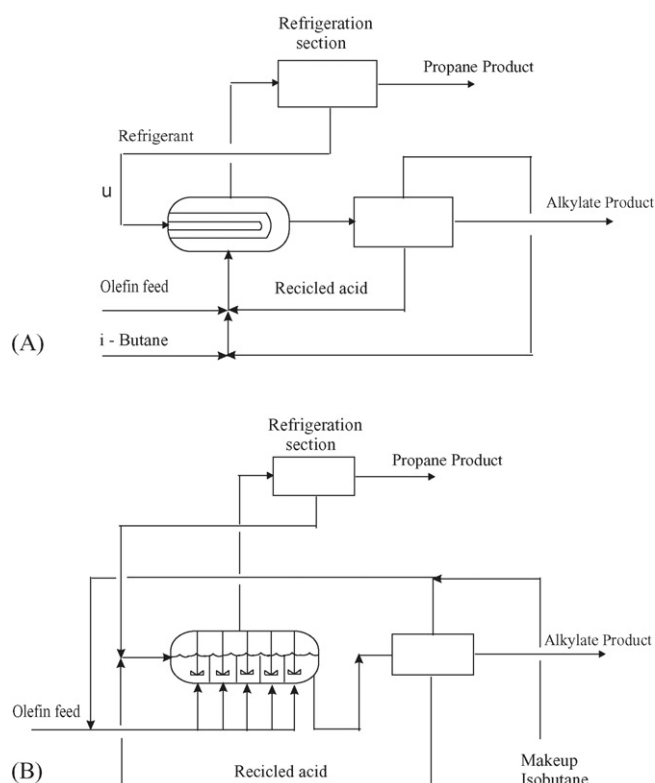 Refrigeration
section
Propane Product
Refrigerant
u
Alkylate Product
Olefin feed
Recicled acid
(A)
i - Butane
Refrigeration
section
Propane Product
Alkylate Product
Olefin feed
Makeup
Isobutane
Recicled acid
(B)